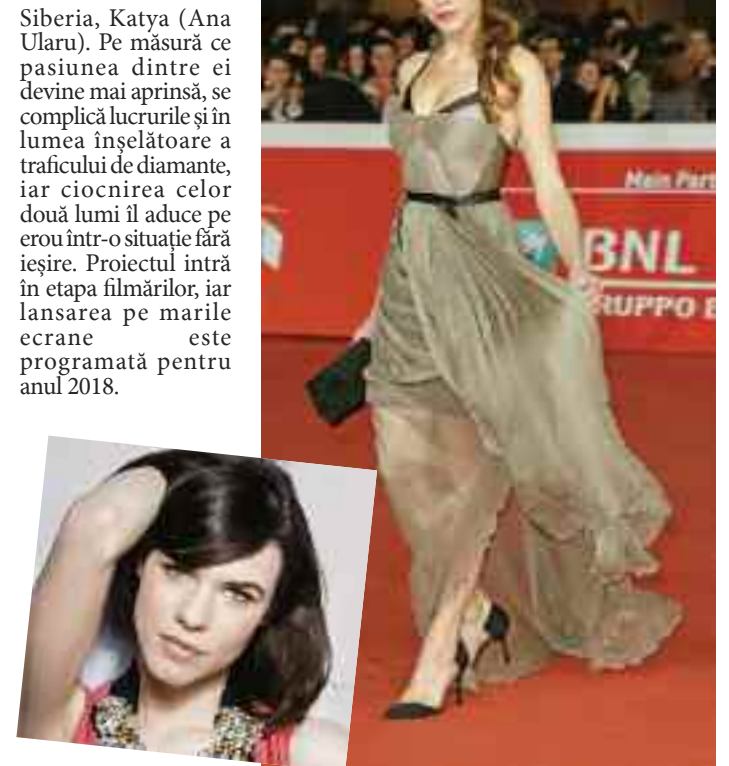 Siberia, Katya (Ana
Ularu). Pe măsură ce
pasiunea dintre ei
devine mai aprinsă, se
complică lucrurile și în
lumea înșelătoare a
traficului de diamante,
iar ciocnirea celor
două lumi îl aduce pe
erou într-o situație fără
ieșire. Proiectul intră
în etapa filmărilor, iar
lansarea pe marile
ecrane este
programată pentru
anul 2018.
Main Part
BNL
RUPPO B